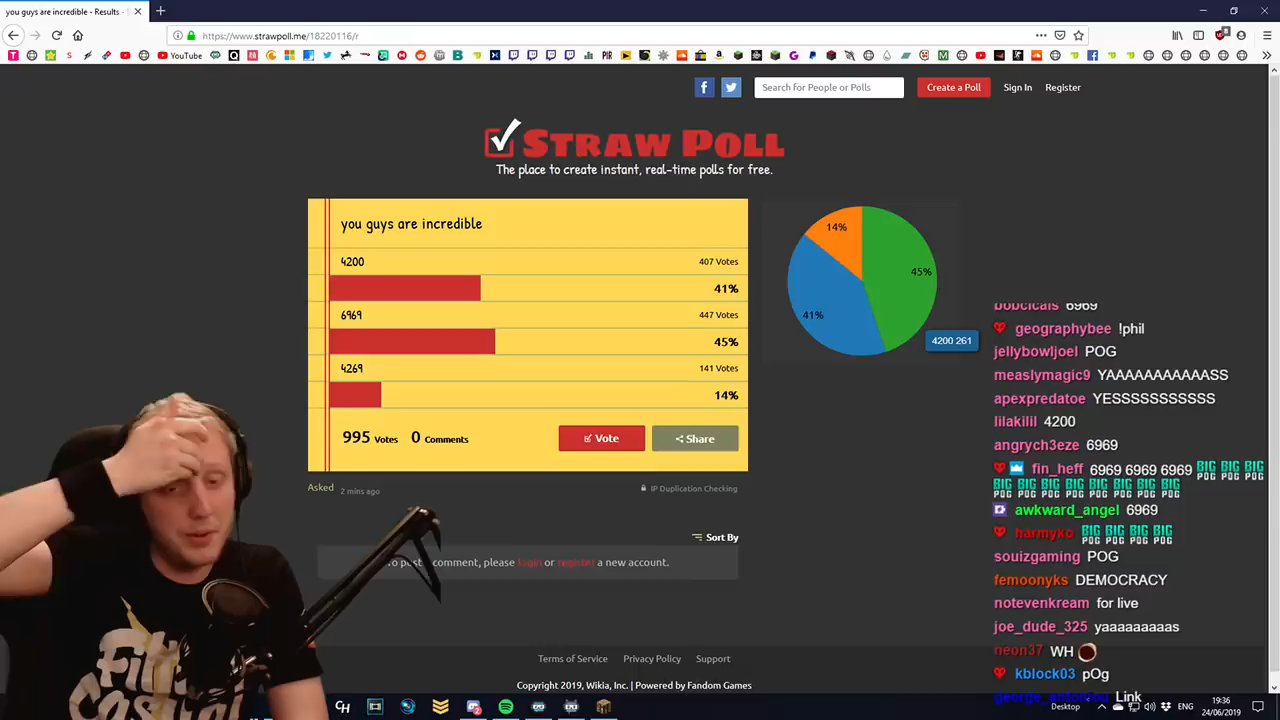 you guys are incredible - Results - S
https://www.strawpoll.me/18220116/r
YouTube
PIP
Search for People or Polls
Create a Poll
Sign In
Register
STRAW POLL
The place to create instant, real-time polls for free.
you guys are incredible
4200
407 Votes
41%
6969
447 Votes
45%
4269
141 Votes
14%
995 Votes
0 Comments
Vote
Share
Asked 2 mins ago
IP Duplication Checking
Sort By
post comment, please login or register a new account.
Terms of Service
Privacy Policy
Support
Copyright 2019, Wikia, Inc. | Powered by Fandom Games
14%
45%
41%
4200 261
bobcicals 6969
geographybee !phil
jellybowljoel POG
measlymagic9 YAAAAAAAAAASS
apexpredatoe YESSSSSSSSSS
lilakilil 4200
angrych3eze 6969
fin_heff 6969 6969 6969 BIG POG BIG POG BIG POG
BIG POG BIG POG BIG POG BIG POG BIG POG BIG POG BIG POG BIG POG
awkward_angel 6969
harmyko BIG POG BIG POG BIG POG BIG POG
souizgaming POG
femoonyks DEMOCRACY
notevenkream for live
joe_dude_325 yaaaaaaaas
neon37 WH
kblock03 pOg
george_antoniou Link
Desktop
ENG
19:36
24/06/2019